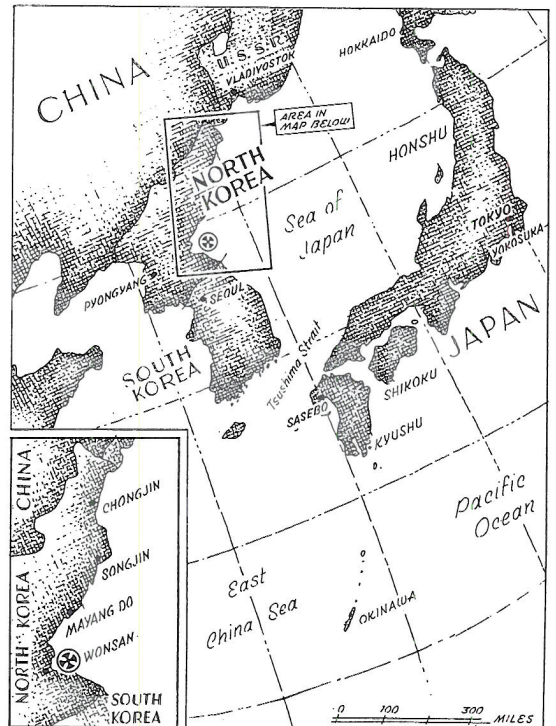 HOKKAIDO
U.S.S.R.
VLADIVOSTOK
CHINA
AREA IN
MAP BELOW
HONSHU
NORTH
KOREA
Sea of
Japan
TOKYO
YOKOSUKA
PYONGYANG
SEOUL
JAPAN
SOUTH
KOREA
Tsuchima Strait
SHIKOKU
SASEBO
KYUSHU
Pacific
Ocean
East
China Sea
OKINAWA
0 100 300
MILES
CHINA
CHONGJIN
SONGJIN
NORTH KOREA
MAYANG DO
WONSAN
SOUTH
KOREA